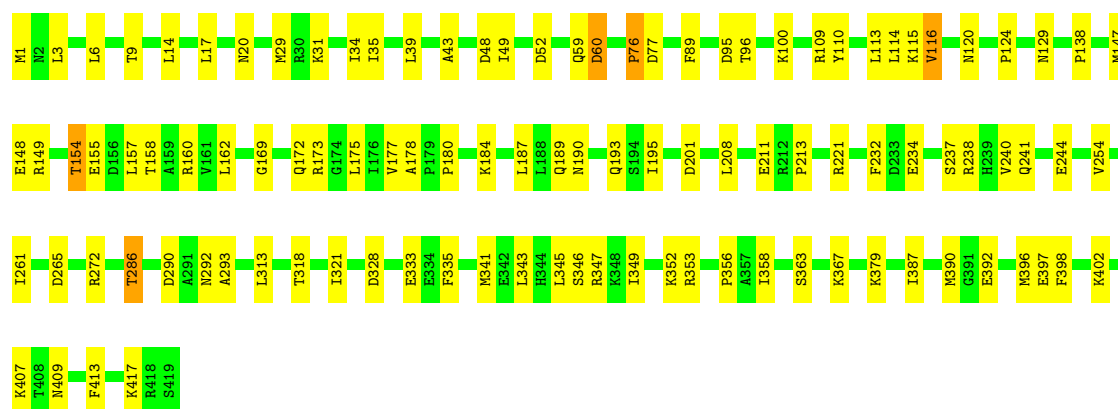 M1 N2 L3 L6 T9 L14 L17 N20 M29 R30 K31 I34 I35 L39 A43 D48 I49 D52 Q59 D60 P76 D77 F89 D95 T96 K100 R109 Y110 L113 L114 K115 V116 N120 P124 N129 P138 M147
E148 R149 T154 E155 D156 L157 T158 A159 R160 V161 L162 G169 Q172 R173 G174 L175 I176 V177 A178 P179 P180 K184 L187 L188 Q189 N190 Q193 S194 I195 D201 L208 E211 R212 P213 R221 F232 D233 E234 S237 R238 H239 V240 Q241 E244 V254
I261 D265 R272 T286 D290 A291 N292 A293 L313 T318 I321 D328 E333 E334 F335 M341 E342 L343 H344 L345 S346 R347 K348 I349 K352 R353 P356 A357 I358 S363 K367 K379 I387 M390 G391 E392 M396 E397 F398 K402
K407 T408 N409 F413 K417 R418 S419